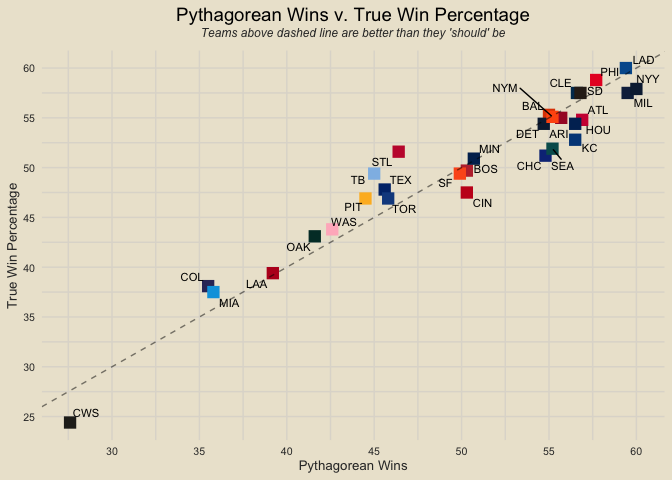 Pythagorean Wins v. True Win Percentage
Teams above dashed line are better than they 'should' be
True Win Percentage
60
55
50
45
40
35
30
25
LAD
PHI
NYY
CLE
SD
NYM
MIL
BAL
ATL
DET
ARI
HOU
KC
MIN
STL
CHC
SEA
BOS
TB
TEX
SF
PIT
TOR
CIN
WAS
OAK
COL
LAA
MIA
CWS
30
35
40
45
50
55
60
Pythagorean Wins